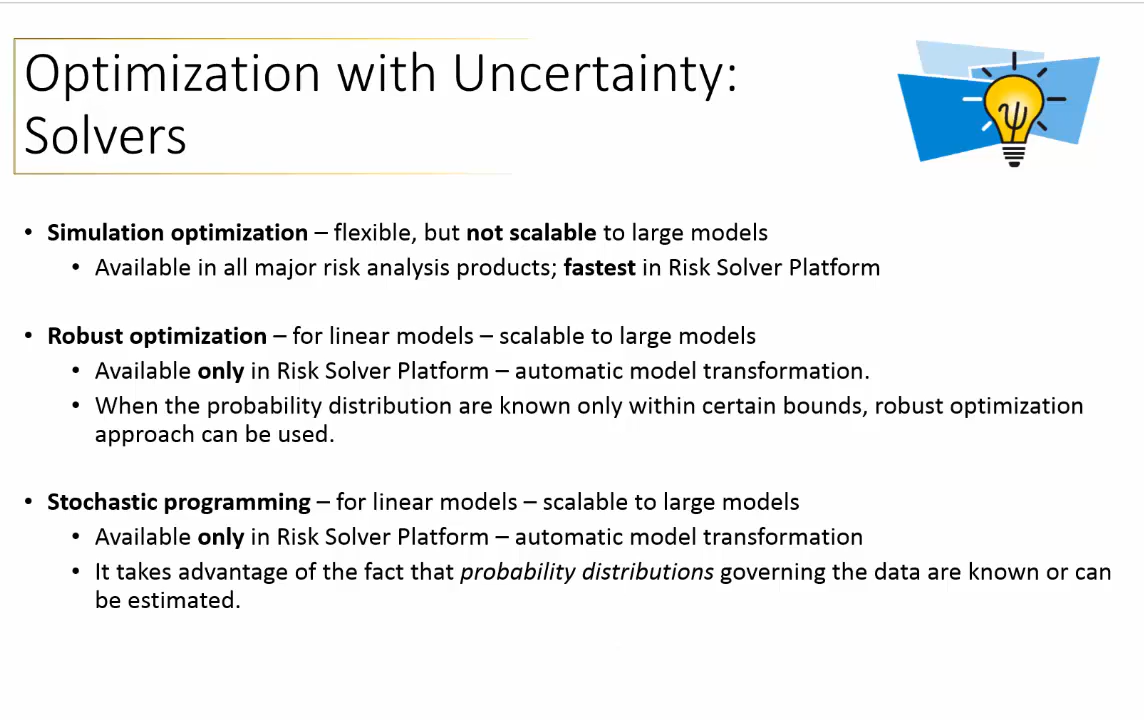 Optimization with Uncertainty:
Solvers
ψ
• Simulation optimization – flexible, but not scalable to large models
• Available in all major risk analysis products; fastest in Risk Solver Platform
• Robust optimization – for linear models – scalable to large models
• Available only in Risk Solver Platform – automatic model transformation.
• When the probability distribution are known only within certain bounds, robust optimization
approach can be used.
• Stochastic programming – for linear models – scalable to large models
• Available only in Risk Solver Platform – automatic model transformation
• It takes advantage of the fact that probability distributions governing the data are known or can
be estimated.